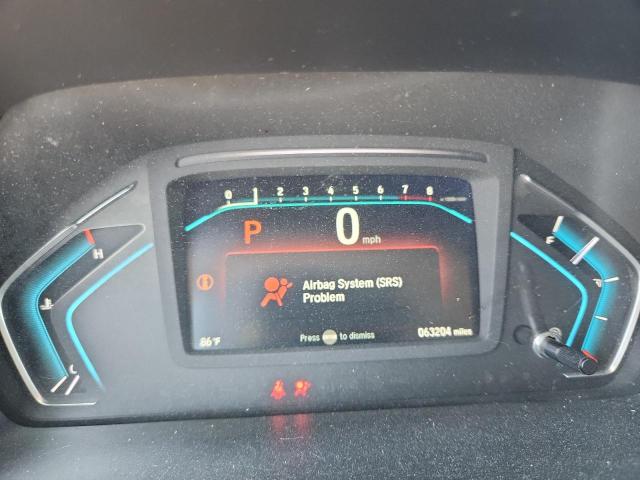 0 1 2 3 4 5 6 7 8
P 0 mph
H
F
Airbag System (SRS)
Problem
Press to dismiss
86°F
063204 miles
C